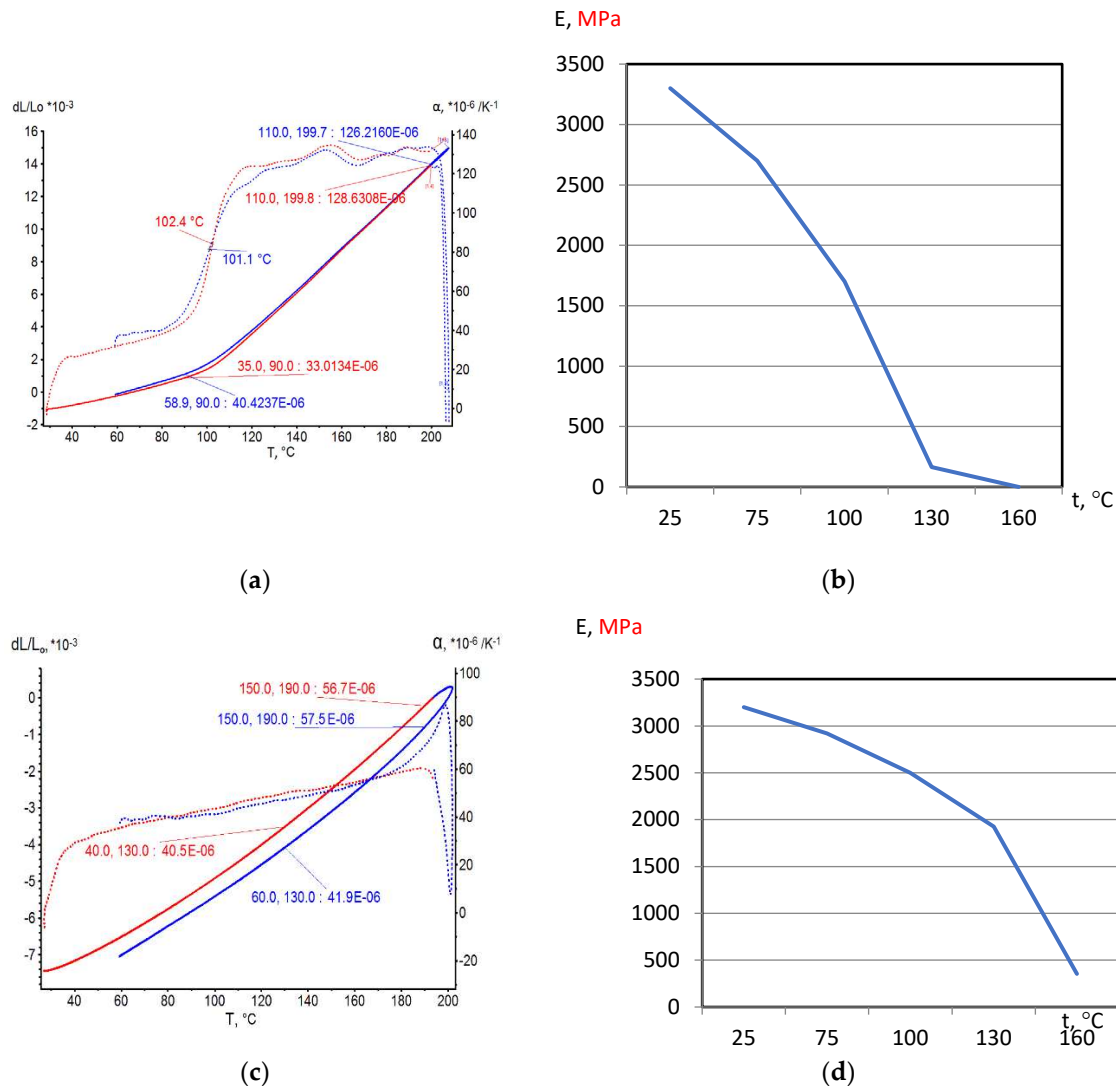 dL/Lo *10-3
α, *10-6 /K-1
16
14
12
10
8
6
4
2
0
-2
140
120
100
80
60
40
20
0
110.0, 199.7 : 126.2160E-06
110.0, 199.8 : 128.6308E-06
102.4 °C
101.1 °C
35.0, 90.0 : 33.0134E-06
58.9, 90.0 : 40.4237E-06
40 60 80 100 120 140 160 180 200
T, °C
(a)
E, MPa
3500
3000
2500
2000
1500
1000
500
0
25 75 100 130 160
t, °C
(b)
dL/Lo, *10-3
α, *10-6 /K-1
0
-1
-2
-3
-4
-5
-6
-7
100
80
60
40
20
0
-20
150.0, 190.0 : 56.7E-06
150.0, 190.0 : 57.5E-06
40.0, 130.0 : 40.5E-06
60.0, 130.0 : 41.9E-06
40 60 80 100 120 140 160 180 200
T, °C
(c)
E, MPa
3500
3000
2500
2000
1500
1000
500
0
25 75 100 130 160
t, °C
(d)